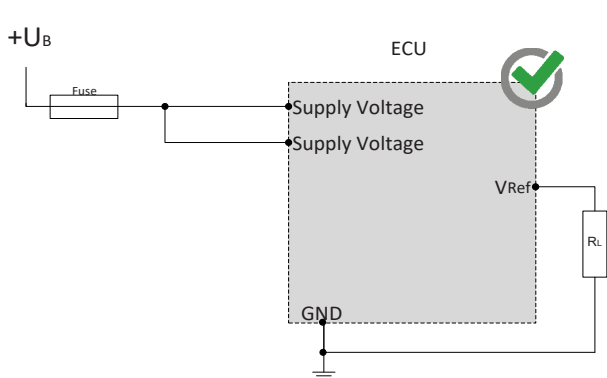 +UB
ECU
Fuse
Supply Voltage
Supply Voltage
VRef
RL
GND